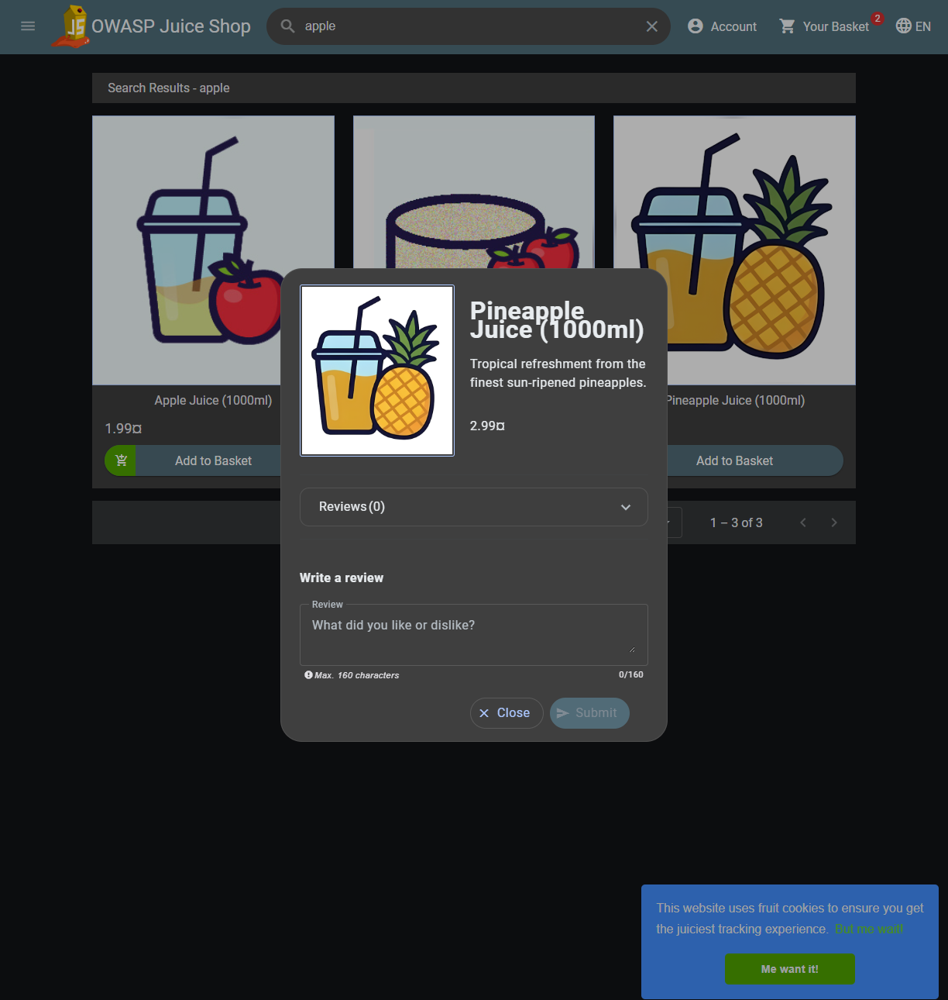 OWASP Juice Shop
apple
Account
Your Basket
2
EN
Search Results - apple
Apple Juice (1000ml)
1.99¤
Add to Basket
Pineapple Juice (1000ml)
Add to Basket
1 – 3 of 3
Pineapple
Juice (1000ml)
Tropical refreshment from the
finest sun-ripened pineapples.
2.99¤
Reviews (0)
Write a review
Review
What did you like or dislike?
Max. 160 characters
0/160
Close
Submit
This website uses fruit cookies to ensure you get
the juiciest tracking experience. But me wait!
Me want it!